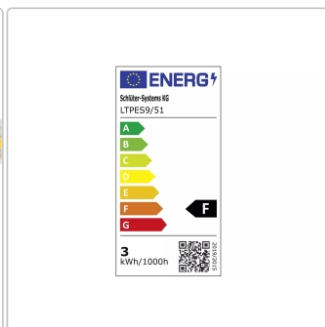 ENERG
Schlüter-Systems KG
LTPES9/51
A
B
C
D
E
F
F
G
3
kWh/1000h
2019/2015